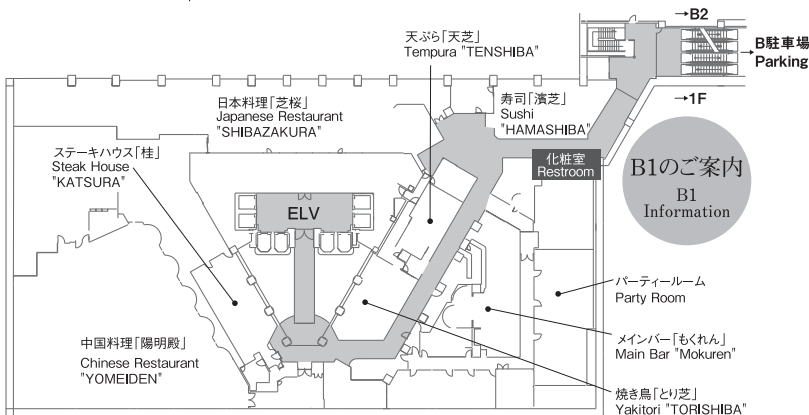 →B2
B駐車場
Parking
→1F
天ぷら「天芝」
Tempura "TENSHIBA"
日本料理「芝桜」
Japanese Restaurant
"SHIBAZAKURA"
寿司「濱芝」
Sushi
"HAMASHIBA"
ステーキハウス「桂」
Steak House
"KATSURA"
化粧室
Restroom
B1のご案内
B1
Information
ELV
パーティールーム
Party Room
中国料理「陽明殿」
Chinese Restaurant
"YOMEIDEN"
メインバー「もくれん」
Main Bar "Mokuren"
焼き鳥「とり芝」
Yakitori "TORISHIBA"